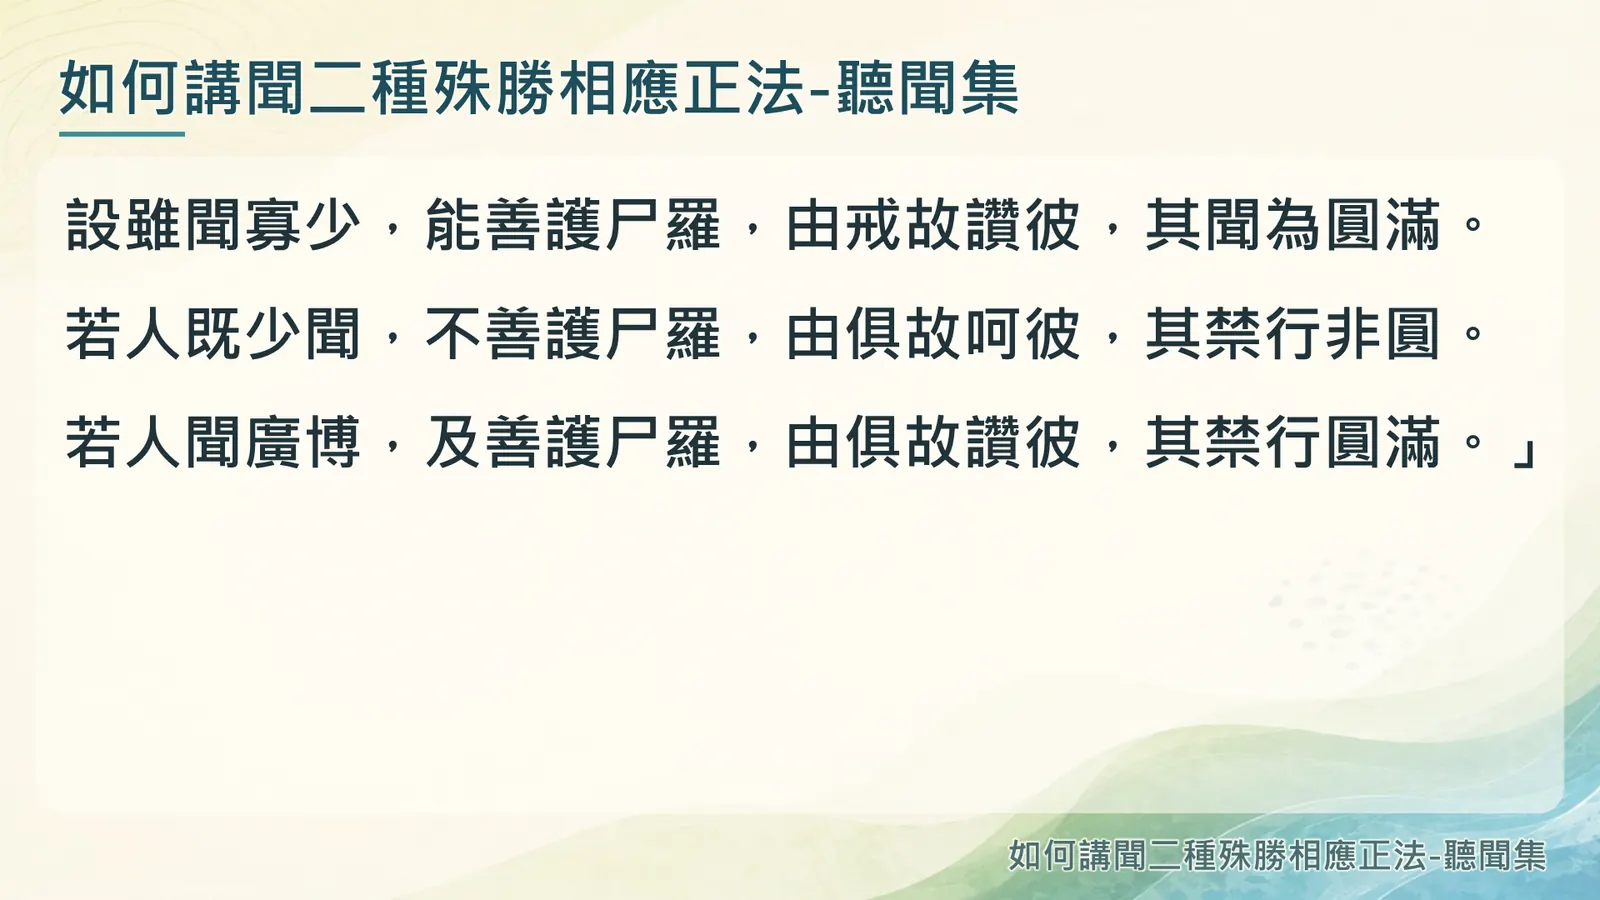 如何講聞二種殊勝相應正法-聽聞集
設雖聞寡少，能善護尸羅，由戒故讚彼，其聞為圓滿。
若人既少聞，不善護尸羅，由俱故呵彼，其禁行非圓。
若人聞廣博，及善護尸羅，由俱故讚彼，其禁行圓滿。」
如何講聞二種殊勝相應正法-聽聞集